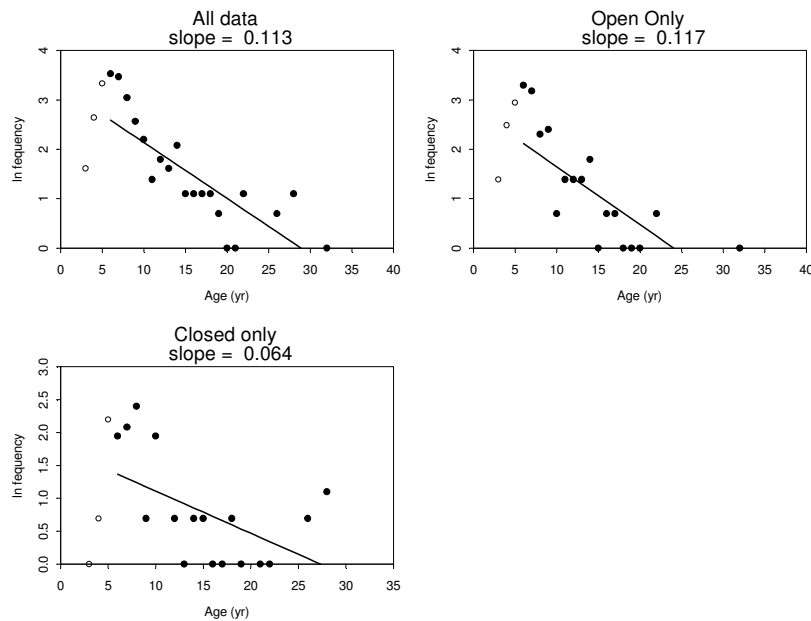 All data
slope = 0.113
ln fequency
4
3
2
1
0
0 5 10 15 20 25 30 35 40
Age (yr)
Open Only
slope = 0.117
ln fequency
4
3
2
1
0
0 5 10 15 20 25 30 35 40
Age (yr)
Closed only
slope = 0.064
ln fequency
3.0
2.5
2.0
1.5
1.0
0.5
0.0
0 5 10 15 20 25 30 35
Age (yr)